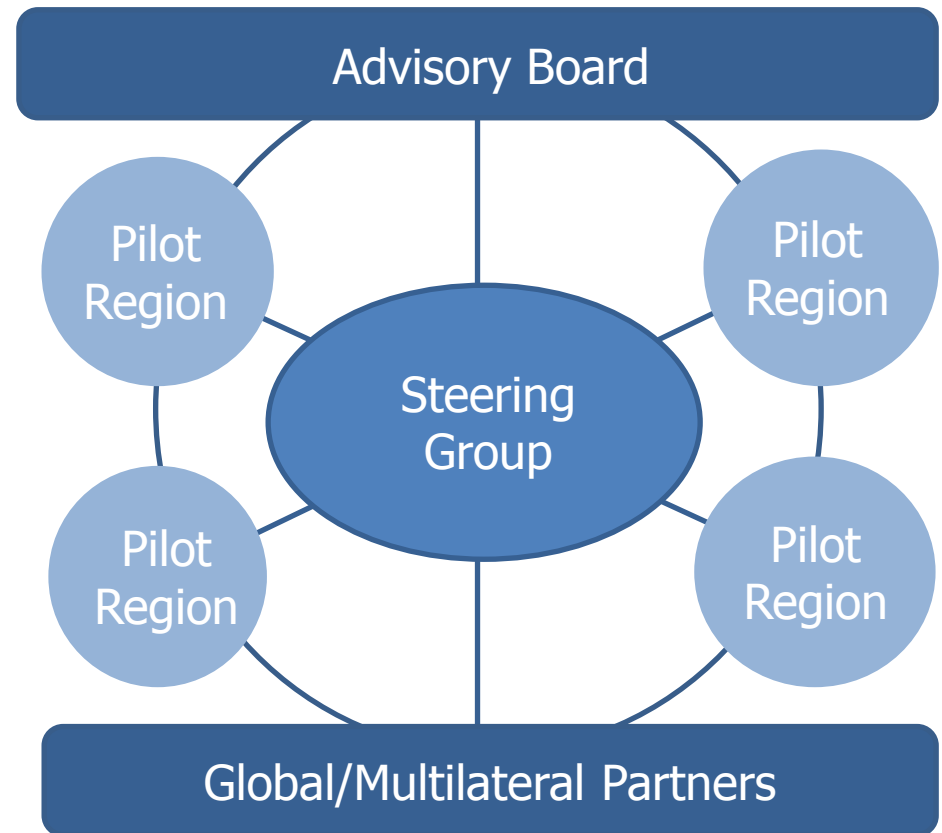 Advisory Board
Pilot
Region
Pilot
Region
Steering
Group
Pilot
Region
Pilot
Region
Global/Multilateral Partners